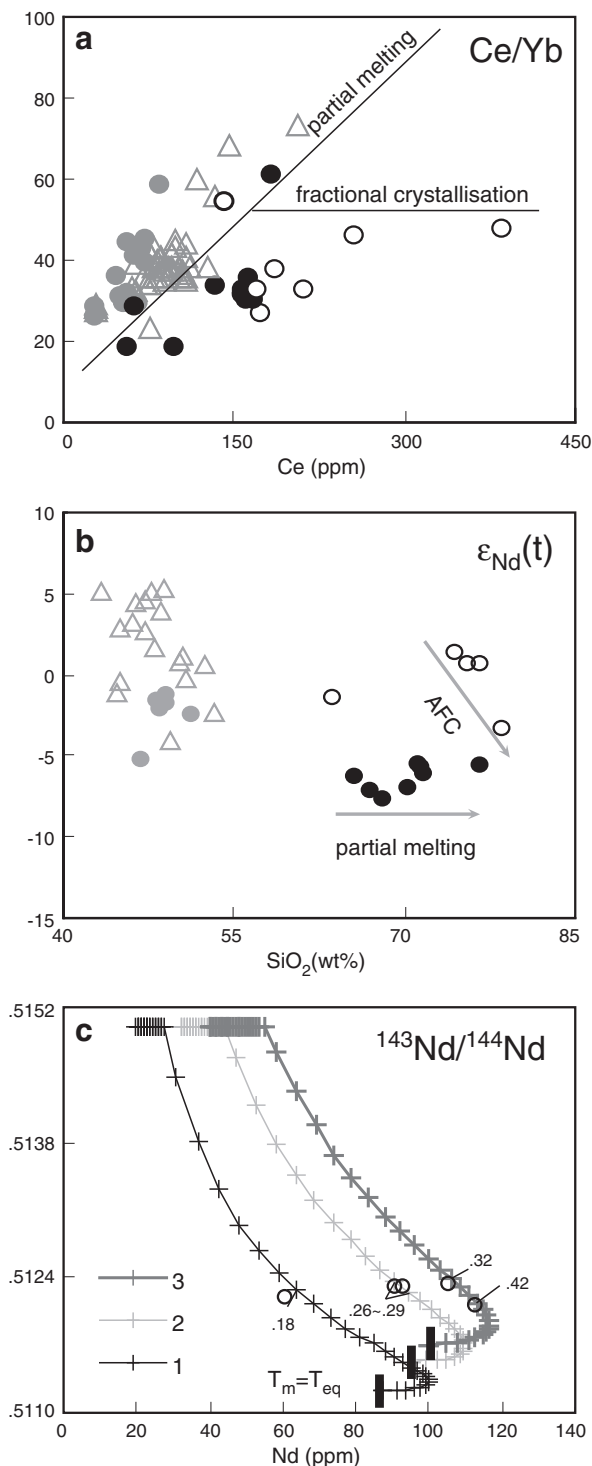 100
a
Ce/Yb
80
partial melting
60
fractional crystallisation
40
20
0
0 150 300 450
Ce (ppm)
10
b
εNd(t)
5
0
AFC
-5
-10
partial melting
-15
40 55 70 85
SiO2(wt%)
.5152
c
143Nd/144Nd
.5138
.5124
.32
.42
.26~.29
.18
3
2
1
Tm=Teq
.5110
0 20 40 60 80 100 120 140
Nd (ppm)